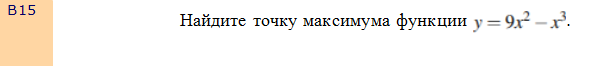 B15
Найдите точку максимума функции y = 9x² − x³.